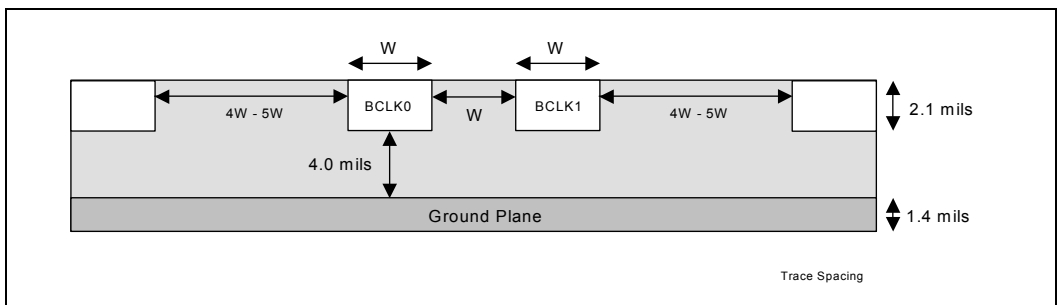 W
W
BCLK0
BCLK1
4W - 5W
W
4W - 5W
2.1 mils
4.0 mils
Ground Plane
1.4 mils
Trace Spacing